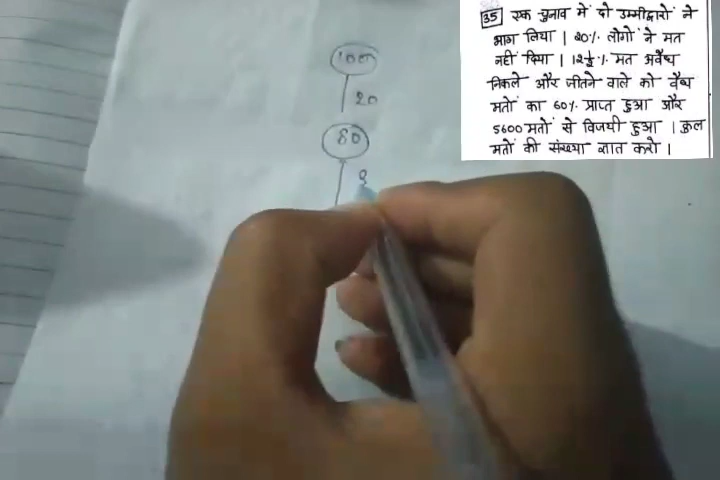 35 एक चुनाव में दो उम्मीद्वारों ने
भाग लिया । 20% लोगों ने मत
नहीं दिया । 12½% मत अवैध
निकले और जीतने वाले को वैध
मतों का 60% प्राप्त हुआ और
5600 मतों से विजयी हुआ । कुल
मतों की संख्या ज्ञात करो ।
100
20
80